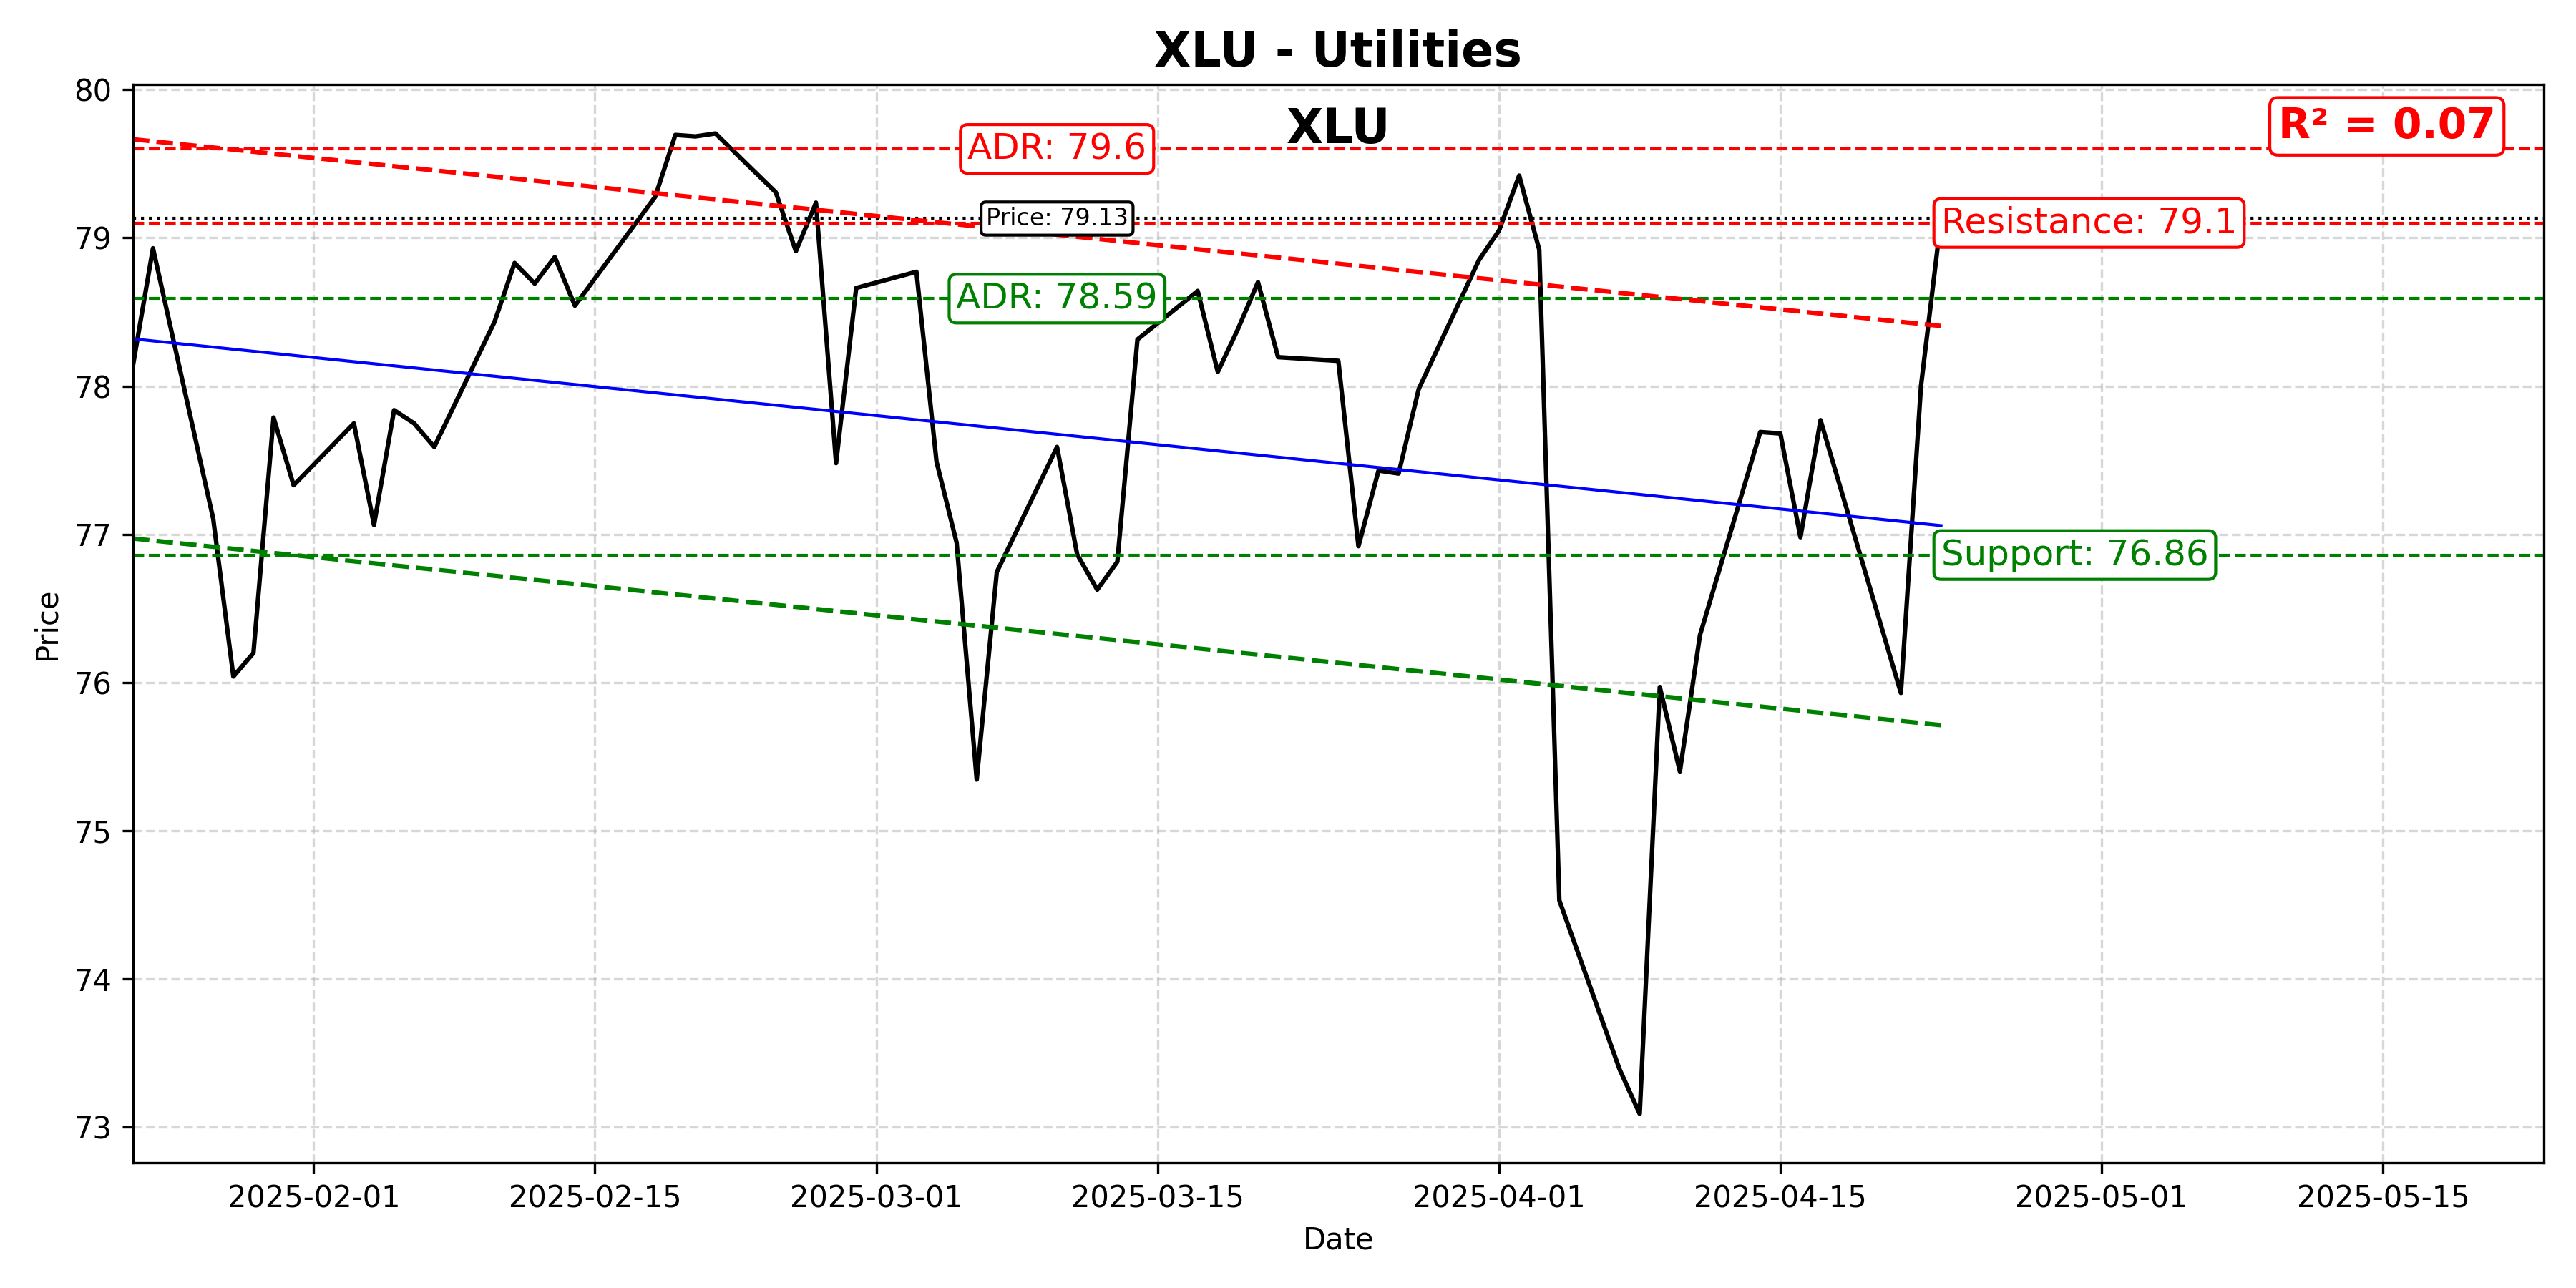 XLU - Utilities
XLU
R² = 0.07
ADR: 79.6
Price: 79.13
Resistance: 79.1
ADR: 78.59
Support: 76.86
Price
80
79
78
77
76
75
74
73
2025-02-01
2025-02-15
2025-03-01
2025-03-15
2025-04-01
2025-04-15
2025-05-01
2025-05-15
Date